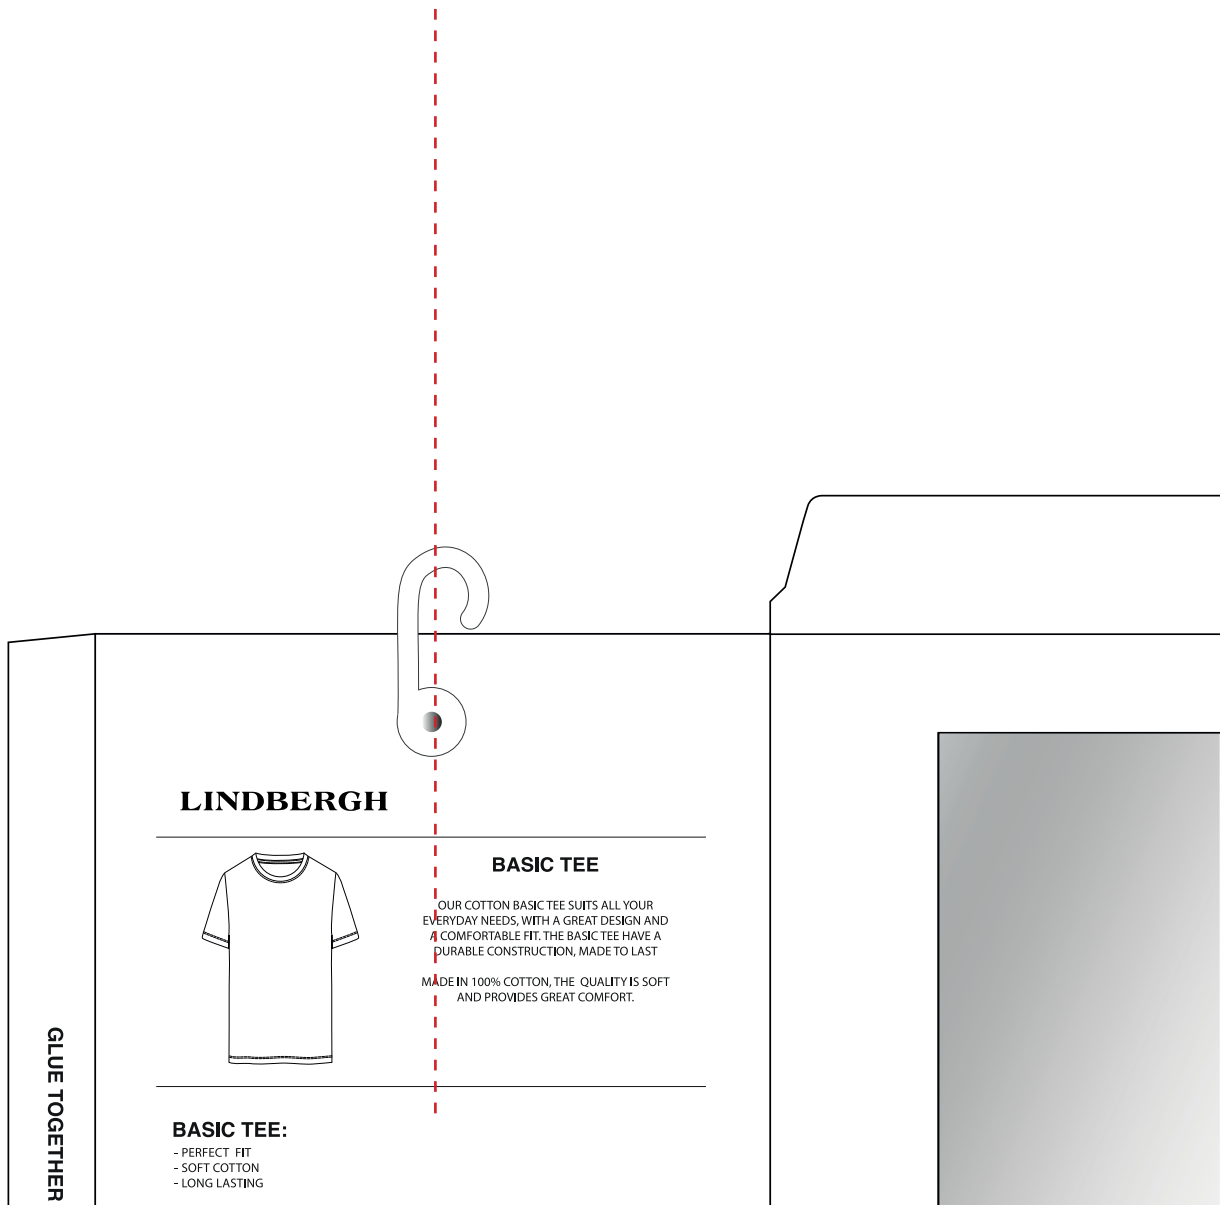 LINDBERGH
BASIC TEE
OUR COTTON BASIC TEE SUITS ALL YOUR
EVERYDAY NEEDS, WITH A GREAT DESIGN AND
A COMFORTABLE FIT. THE BASIC TEE HAVE A
DURABLE CONSTRUCTION, MADE TO LAST
MADE IN 100% COTTON, THE QUALITY IS SOFT
AND PROVIDES GREAT COMFORT.
BASIC TEE:
- PERFECT FIT
- SOFT COTTON
- LONG LASTING
GLUE TOGETHER